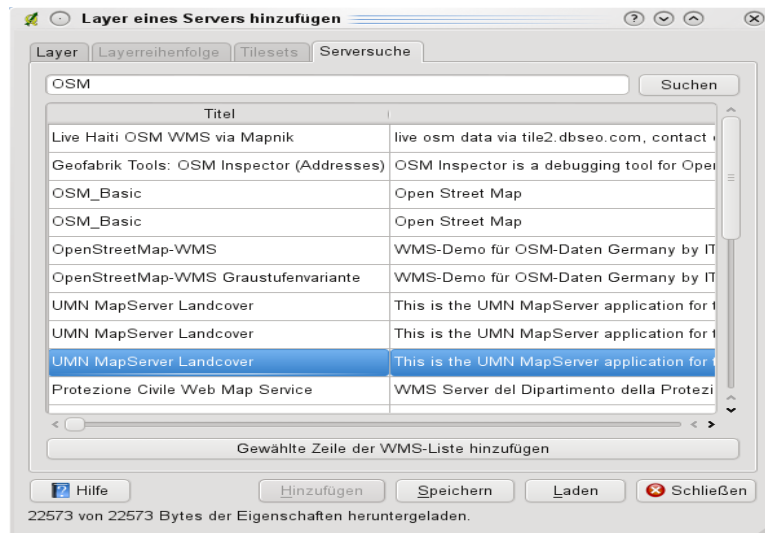 Layer eines Servers hinzufügen
Layer Layerreihenfolge Tilesets Serversuche
OSM Suchen
Titel
Live Haiti OSM WMS via Mapnik live osm data via tile2.dbseo.com, contact
Geofabrik Tools: OSM Inspector (Addresses) OSM Inspector is a debugging tool for Ope
OSM_Basic Open Street Map
OSM_Basic Open Street Map
OpenStreetMap-WMS WMS-Demo für OSM-Daten Germany by IT
OpenStreetMap-WMS Graustufenvariante WMS-Demo für OSM-Daten Germany by IT
UMN MapServer Landcover This is the UMN MapServer application for
UMN MapServer Landcover This is the UMN MapServer application for
UMN MapServer Landcover This is the UMN MapServer application for
Protezione Civile Web Map Service WMS Server del Dipartimento della Protezi
Gewählte Zeile der WMS-Liste hinzufügen
Hilfe Hinzufügen Speichern Laden Schließen
22573 von 22573 Bytes der Eigenschaften heruntergeladen.